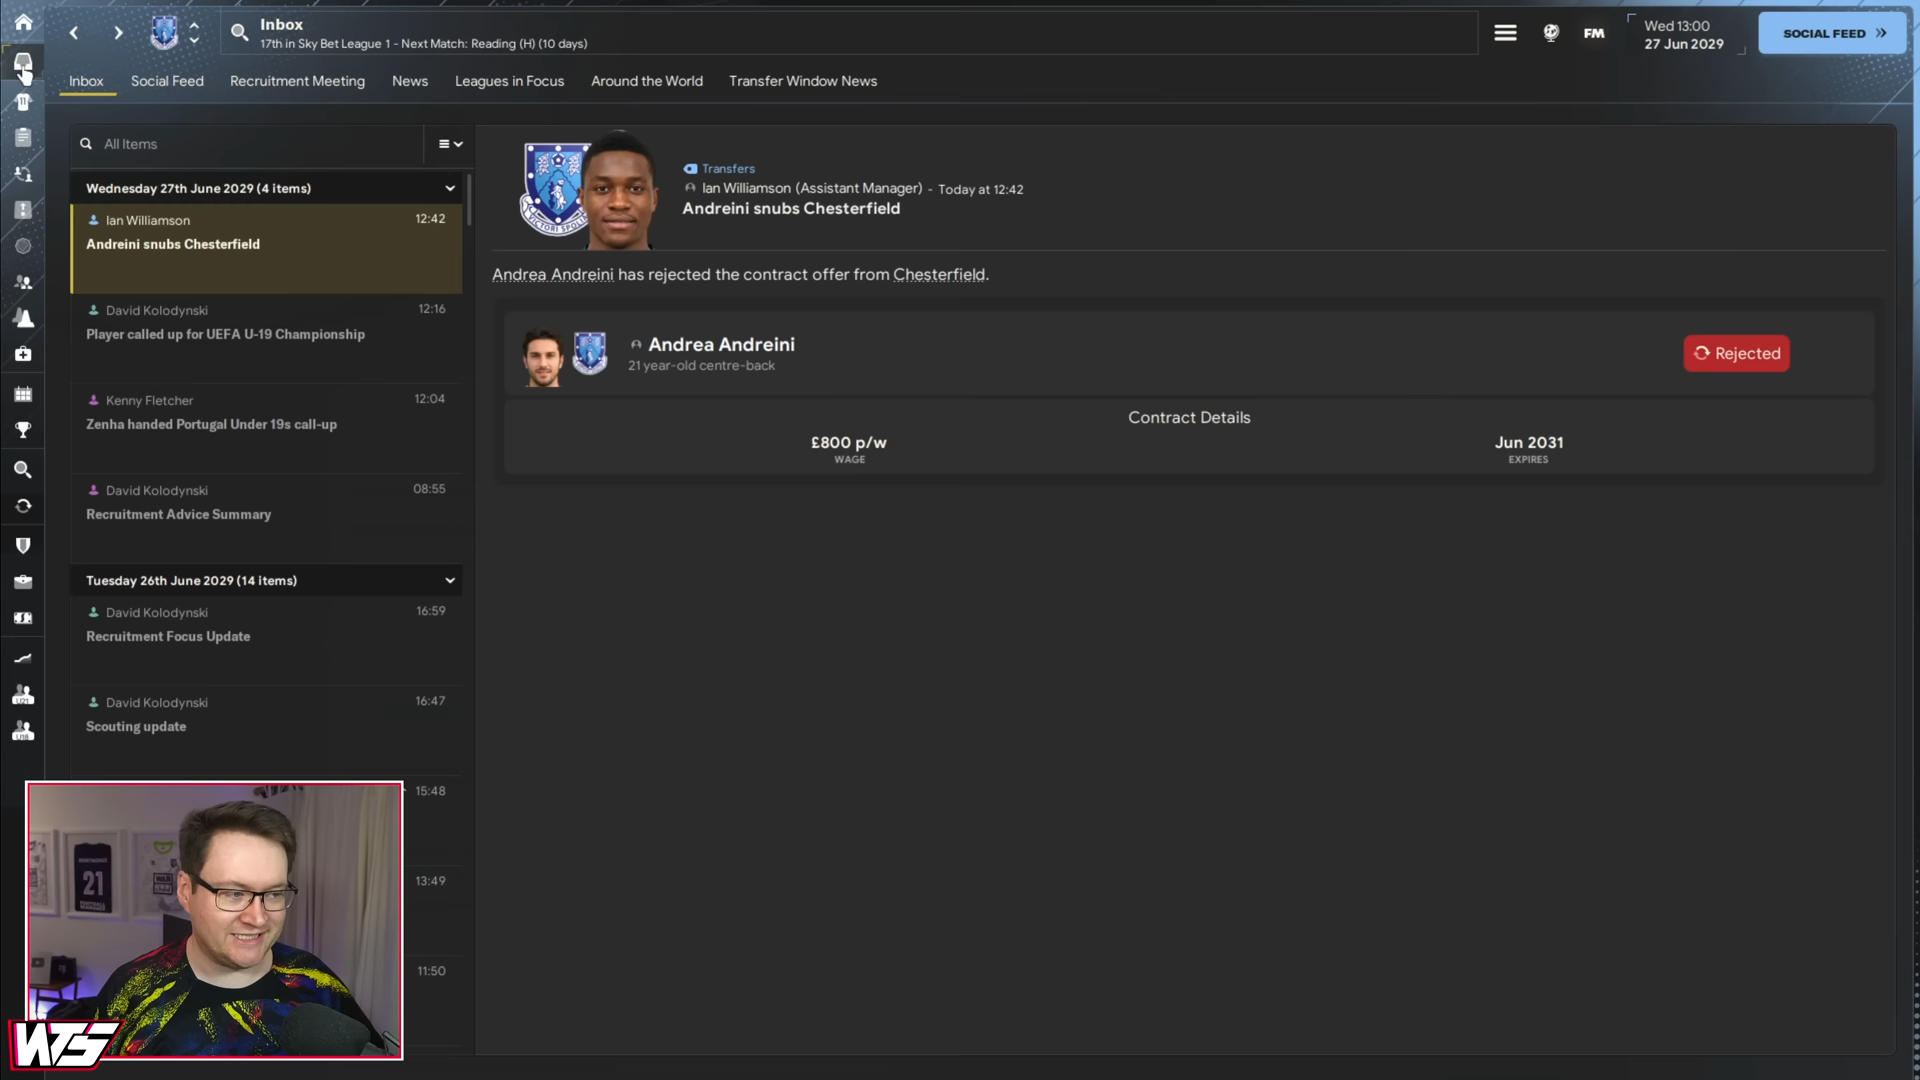 Inbox
17th in Sky Bet League 1 - Next Match: Reading (H) (10 days)
FM
Wed 13:00
27 Jun 2029
SOCIAL FEED
Inbox
Social Feed
Recruitment Meeting
News
Leagues in Focus
Around the World
Transfer Window News
All Items
Wednesday 27th June 2029 (4 items)
Ian Williamson
12:42
Andreini snubs Chesterfield
David Kolodynski
12:16
Player called up for UEFA U-19 Championship
Kenny Fletcher
12:04
Zenha handed Portugal Under 19s call-up
David Kolodynski
08:55
Recruitment Advice Summary
Tuesday 26th June 2029 (14 items)
David Kolodynski
16:59
Recruitment Focus Update
David Kolodynski
16:47
Scouting update
15:48
13:49
11:50
Transfers
Ian Williamson (Assistant Manager) - Today at 12:42
Andreini snubs Chesterfield
Andrea Andreini has rejected the contract offer from Chesterfield.
Andrea Andreini
21 year-old centre-back
Rejected
Contract Details
£800 p/w
WAGE
Jun 2031
EXPIRES
11
U21
U18
21
WTS